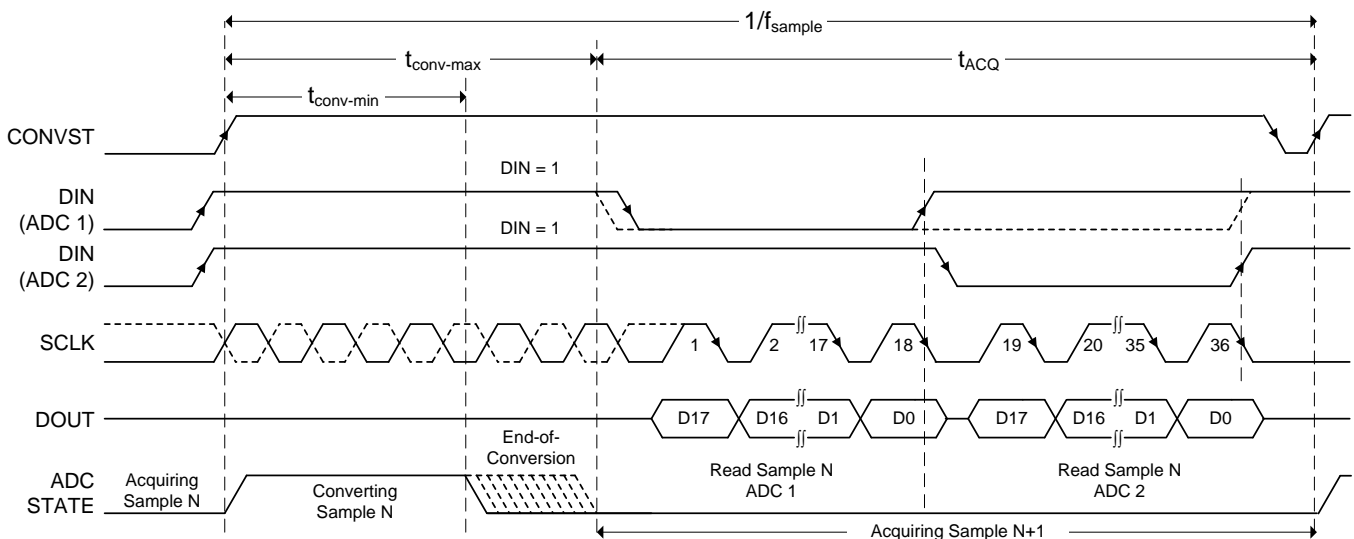 1/fsample
tconv-max
tACQ
tconv-min
CONVST
DIN = 1
DIN
(ADC 1)
DIN = 1
DIN
(ADC 2)
SCLK
1
2
∫∫
17
18
19
20
∫∫
35
36
DOUT
D17
D16
∫∫
∫∫
D1
D0
D17
D16
∫∫
∫∫
D1
D0
End-of-
Conversion
ADC
STATE
Acquiring
Sample N
Converting
Sample N
Read Sample N
ADC 1
Read Sample N
ADC 2
Acquiring Sample N+1